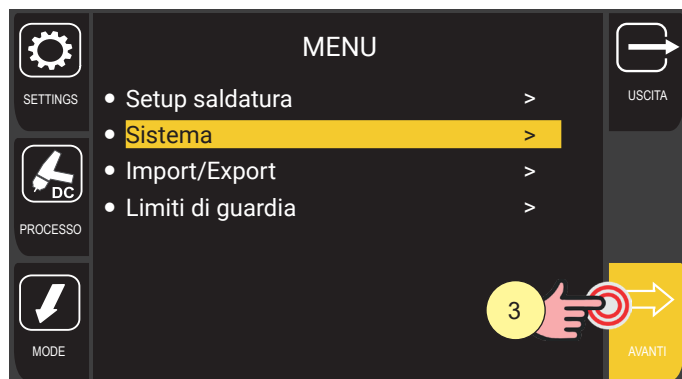 MENU
SETTINGS
USCITA
Setup saldatura >
Sistema >
Import/Export >
Limiti di guardia >
DC
PROCESSO
3
MODE
AVANTI